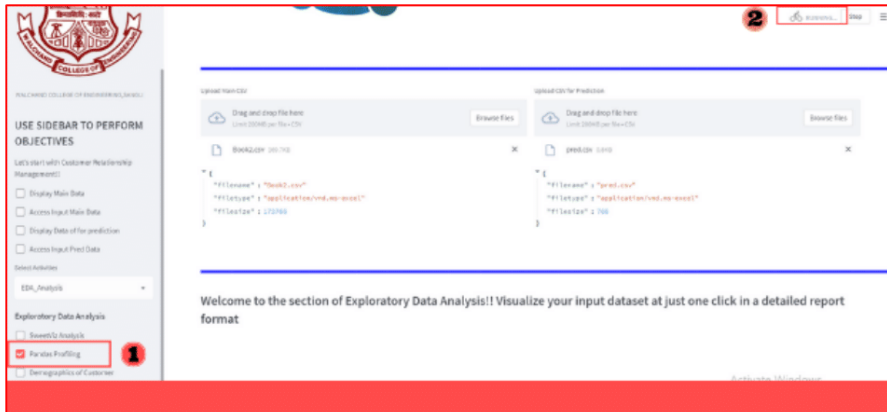 WALCHAND COLLEGE OF ENGINEERING
WALCHAND COLLEGE OF ENGINEERING, SANGLI
USE SIDEBAR TO PERFORM
OBJECTIVES
Let's start with Customer Relationship
Management!!
Display Main Data
Access Input Main Data
Display Data of for prediction
Access Input Pred Data
Select Activities
EDA_Analysis
Exploratory Data Analysis
SweetViz Analysis
Pandas Profiling
1
Demographics of Customer
2
RUNNING...
Stop
Upload Main CSV
Drag and drop file here
Limit 200MB per file • CSV
Browse files
Book2.csv
{
"filename" : "Book2.csv"
"filetype" : "application/vnd.ms-excel"
"filesize" :
}
Upload CSV for Prediction
Drag and drop file here
Limit 200MB per file • CSV
Browse files
pred.csv
{
"filename" : "pred.csv"
"filetype" : "application/vnd.ms-excel"
"filesize" :
}
Welcome to the section of Exploratory Data Analysis!! Visualize your input dataset at just one click in a detailed report
format
Activate Windows